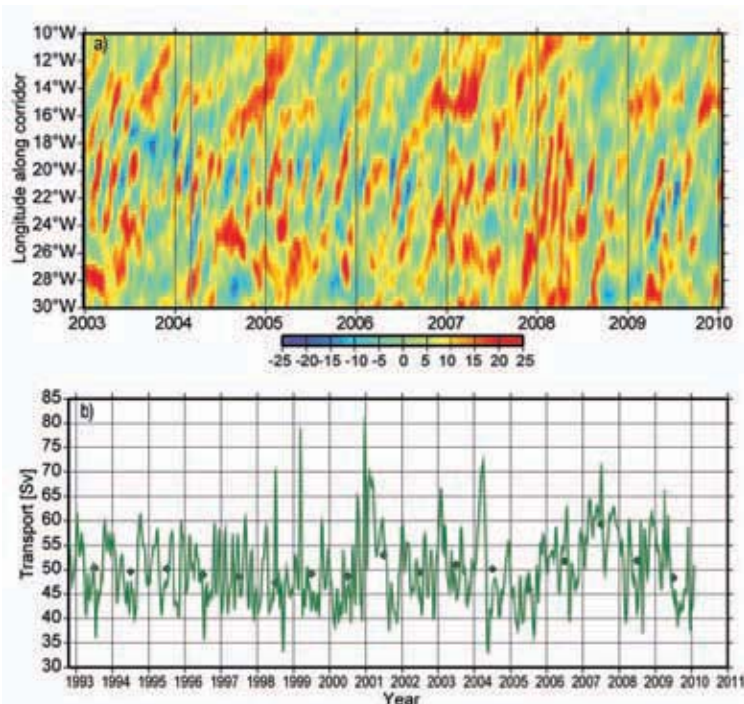 a)
10°W
12°W
14°W
16°W
18°W
20°W
22°W
24°W
26°W
28°W
30°W
Longitude along corridor
2003 2004 2005 2006 2007 2008 2009 2010
-25 -20 -15 -10 -5 0 5 10 15 20 25
b)
85
80
75
70
65
60
55
50
45
40
35
30
Transport [Sv]
1993 1994 1995 1996 1997 1998 1999 2000 2001 2002 2003 2004 2005 2006 2007 2008 2009 2010 2011
Year